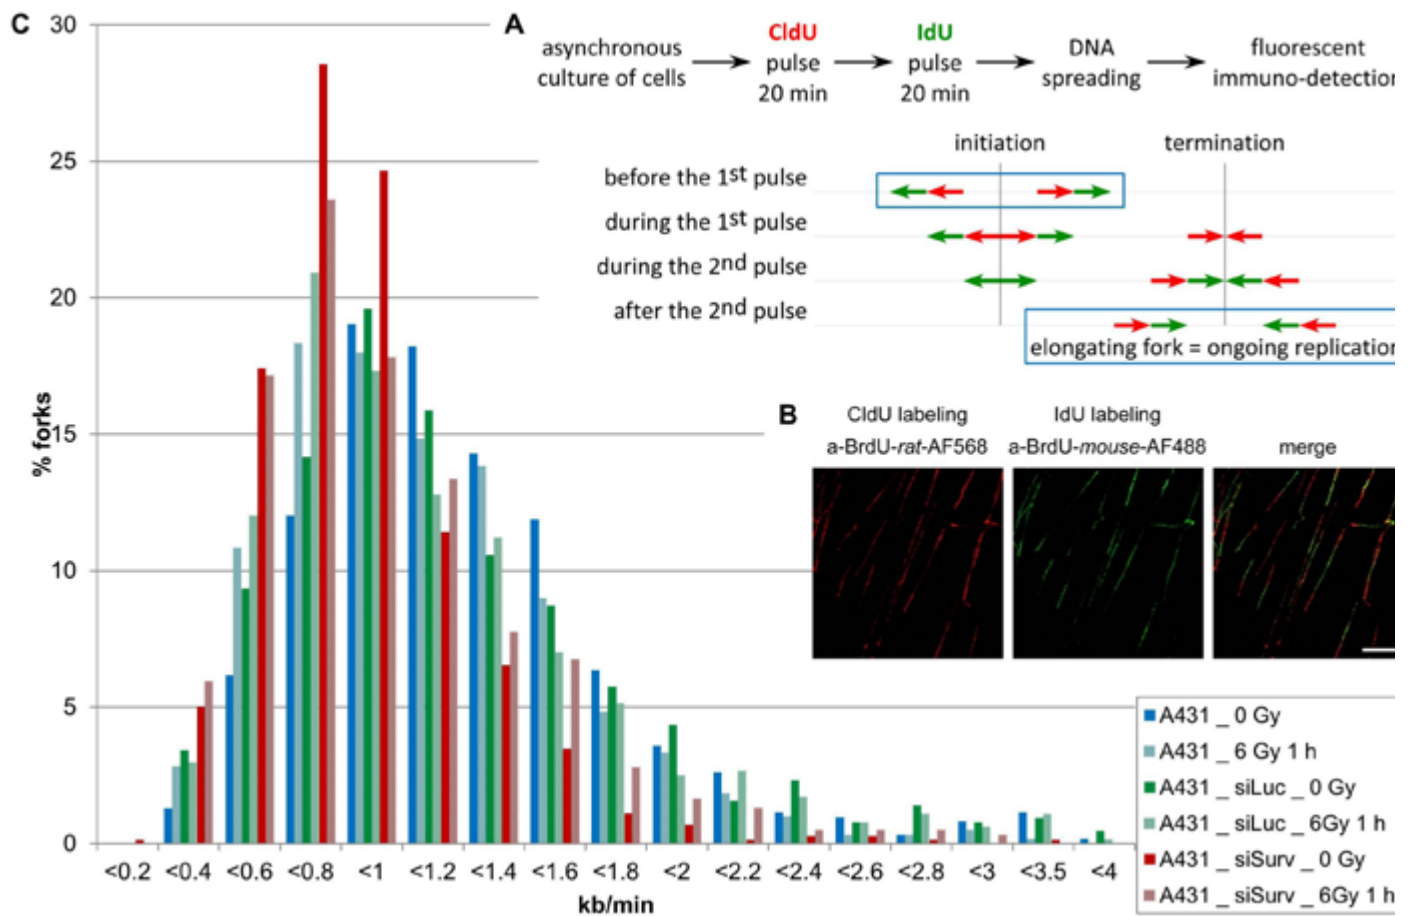 C
30
25
20
15
10
5
0
% forks
<0.2 <0.4 <0.6 <0.8 <1 <1.2 <1.4 <1.6 <1.8 <2 <2.2 <2.4 <2.6 <2.8 <3 <3.5 <4
kb/min
A
asynchronous
culture of cells
CldU
pulse
20 min
IdU
pulse
20 min
DNA
spreading
fluorescent
immuno-detection
initiation termination
before the 1st pulse
during the 1st pulse
during the 2nd pulse
after the 2nd pulse
elongating fork = ongoing replication
B
CldU labeling IdU labeling
a-BrdU-rat-AF568 a-BrdU-mouse-AF488 merge
A431 _ 0 Gy
A431 _ 6 Gy 1 h
A431 _ siLuc _ 0 Gy
A431 _ siLuc _ 6Gy 1 h
A431 _ siSurv _ 0 Gy
A431 _ siSurv _ 6Gy 1 h